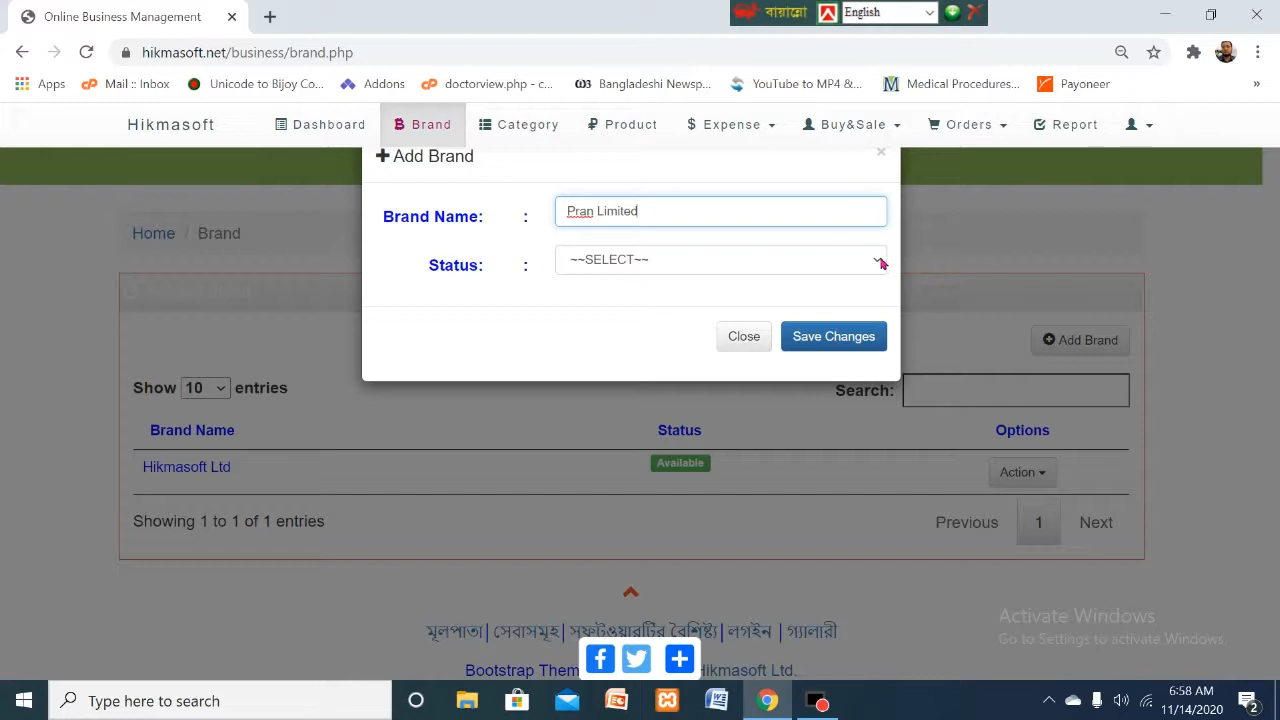 Online Business Management
বায়ান্নো
English
hikmasoft.net/business/brand.php
Apps
Mail :: Inbox
Unicode to Bijoy Co...
Addons
doctorview.php - c...
Bangladeshi Newsp...
YouTube to MP4 &...
Medical Procedures...
Payoneer
Hikmasoft
Dashboard
Brand
Category
Product
Expense
Buy&Sale
Orders
Report
Add Brand
Brand Name: :
Pran Limited
Status: :
~~SELECT~~
Close
Save Changes
Home / Brand
Add Brand
Show 10 entries
Search:
Brand Name Status Options
Hikmasoft Ltd Available Action
Showing 1 to 1 of 1 entries
Previous 1 Next
মূলপাতা| সেবাসমূহ| সফটওয়ারটির বৈশিষ্ট্য| লগইন | গ্যালারী
Bootstrap Them
Hikmasoft Ltd.
Activate Windows
Go to Settings to activate Windows.
Type here to search
6:58 AM
11/14/2020
2